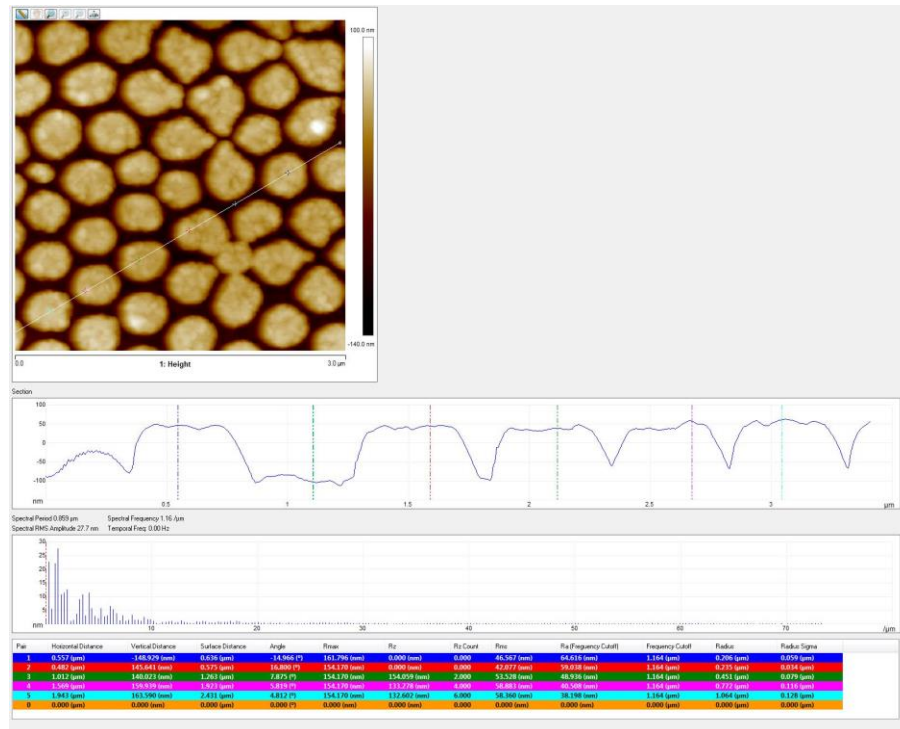 100.0 nm
-140.0 nm
0.0 1: Height 3.0 µm
Section
100
50
0
-50
-100
nm 0.5 1 1.5 2 2.5 3 µm
Spectral Period 0.859 µm Spectral Frequency 1.16 /µm
Spectral RMS Amplitude 27.7 nm Temporal Freq 0.00 Hz
30
25
20
15
10
5
nm 10 20 30 40 50 60 70 /µm
Pair Horizontal Distance Vertical Distance Surface Distance Angle Rmax Rz Rz Count Rms Ra (Frequency Cutoff) Frequency Cutoff Radius Radius Sigma
1 0.557 (µm) -148.929 (nm) 0.636 (µm) -14.966 (°) 161.796 (nm) 0.000 (nm) 0.000 46.567 (nm) 64.616 (nm) 1.164 (µm) 0.206 (µm) 0.059 (µm)
2 0.482 (µm) 145.641 (nm) 0.575 (µm) 16.800 (°) 154.170 (nm) 0.000 (nm) 0.000 42.077 (nm) 59.038 (nm) 1.164 (µm) 0.235 (µm) 0.034 (µm)
3 1.012 (µm) 140.023 (nm) 1.263 (µm) 7.875 (°) 154.170 (nm) 154.059 (nm) 2.000 53.528 (nm) 48.936 (nm) 1.164 (µm) 0.451 (µm) 0.079 (µm)
4 1.569 (µm) 159.939 (nm) 1.923 (µm) 5.819 (°) 154.170 (nm) 133.278 (nm) 4.000 58.883 (nm) 40.508 (nm) 1.164 (µm) 0.772 (µm) 0.116 (µm)
5 1.943 (µm) 163.590 (nm) 2.431 (µm) 4.812 (°) 154.170 (nm) 132.602 (nm) 6.000 58.360 (nm) 38.198 (nm) 1.164 (µm) 1.064 (µm) 0.128 (µm)
0 0.000 (µm) 0.000 (nm) 0.000 (µm) 0.000 (°) 0.000 (nm) 0.000 (nm) 0.000 0.000 (nm) 0.000 (nm) 0.000 (µm) 0.000 (µm) 0.000 (µm)